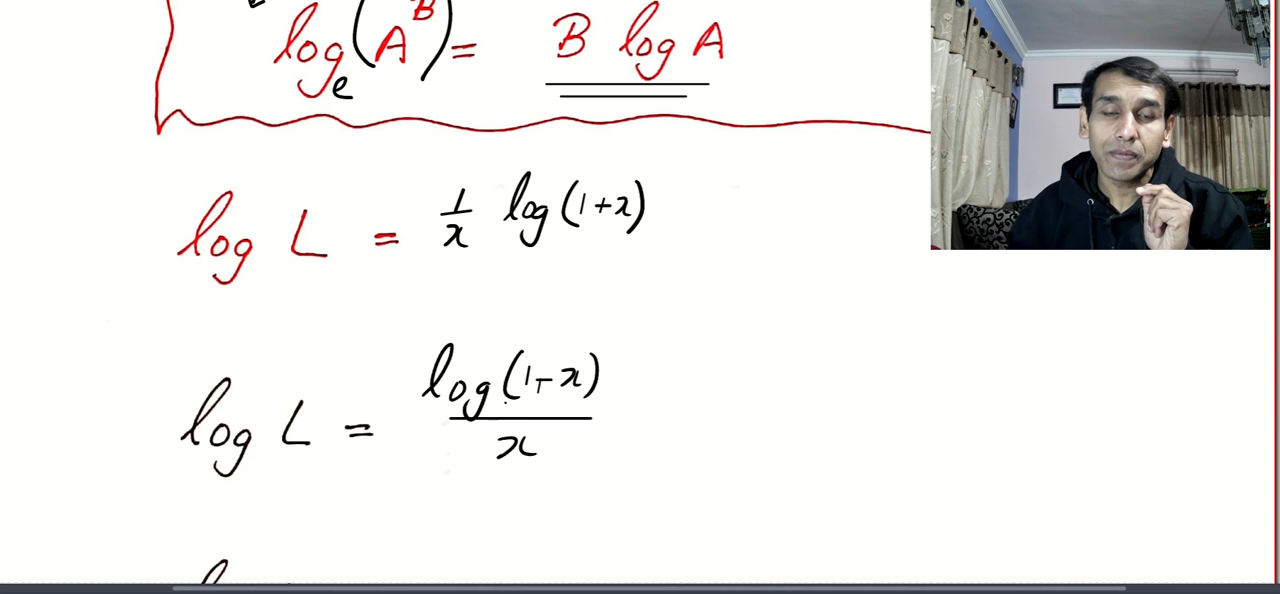 log_e(A^B) = B log A
log L = 1/x log(1+x)
log L = log(1-x)/x